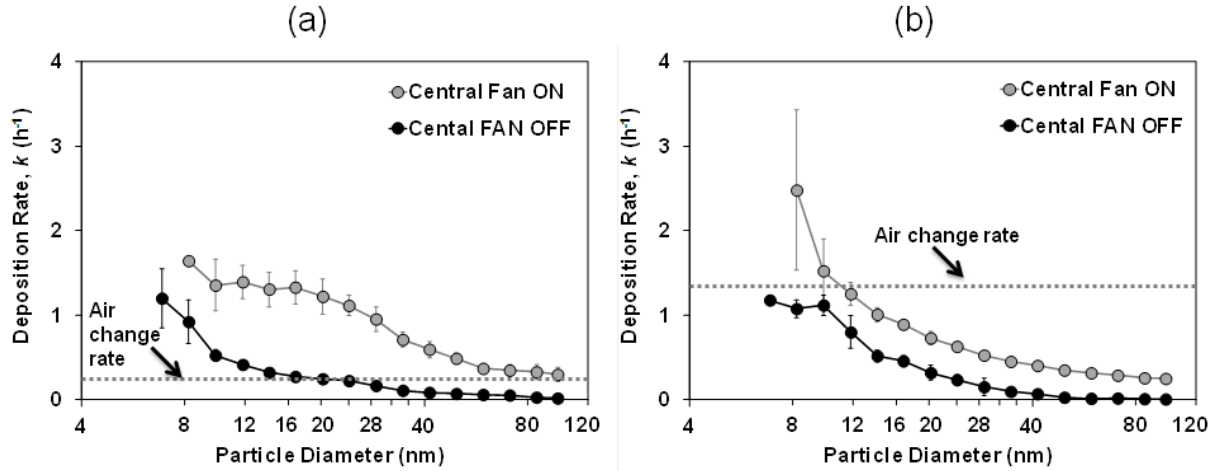 (a)
4
3
2
1
0
Deposition Rate, k (h-1)
Central Fan ON
Cental FAN OFF
Air
change
rate
4 8 12 16 20 28 40 120
Particle Diameter (nm)
(b)
4
3
2
1
0
Deposition Rate, k (h-1)
Central Fan ON
Cental FAN OFF
Air change rate
4 8 12 16 20 28 40 120
Particle Diameter (nm)